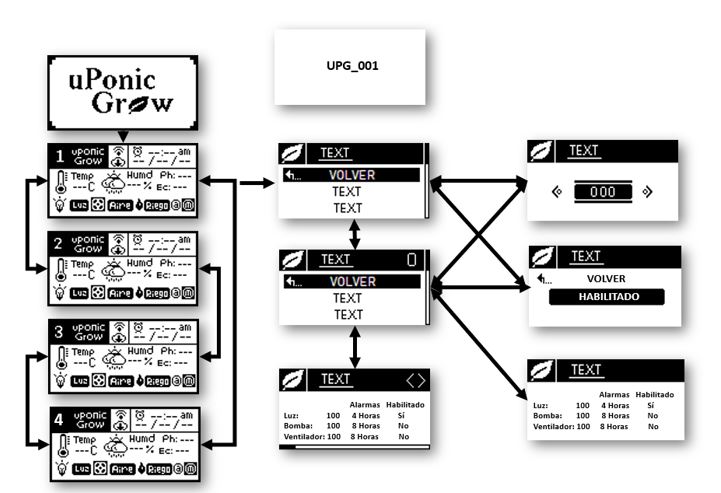 UPG_001
uPonic
Grow
1 uponic
Grow
--:-- am
--/--/--
Temp
---C
Humd Ph:---
---% Ec:---
Luz Aire Riego a m
2 uponic
Grow
--:-- am
--/--/--
Temp
---C
Humd Ph:---
---% Ec:---
Luz Aire Riego a m
3 uponic
Grow
--:-- am
--/--/--
Temp
---C
Humd Ph:---
---% Ec:---
Luz Aire Riego a m
4 uponic
Grow
--:-- am
--/--/--
Temp
---C
Humd Ph:---
---% Ec:---
Luz Aire Riego a m
TEXT
VOLVER
TEXT
TEXT
TEXT 0
VOLVER
TEXT
TEXT
TEXT <>
Alarmas Habilitado
Luz: 100 4 Horas Sí
Bomba: 100 8 Horas No
Ventilador: 100 8 Horas No
TEXT
000
TEXT
VOLVER
HABILITADO
TEXT
Alarmas Habilitado
Luz: 100 4 Horas Sí
Bomba: 100 8 Horas No
Ventilador: 100 8 Horas No